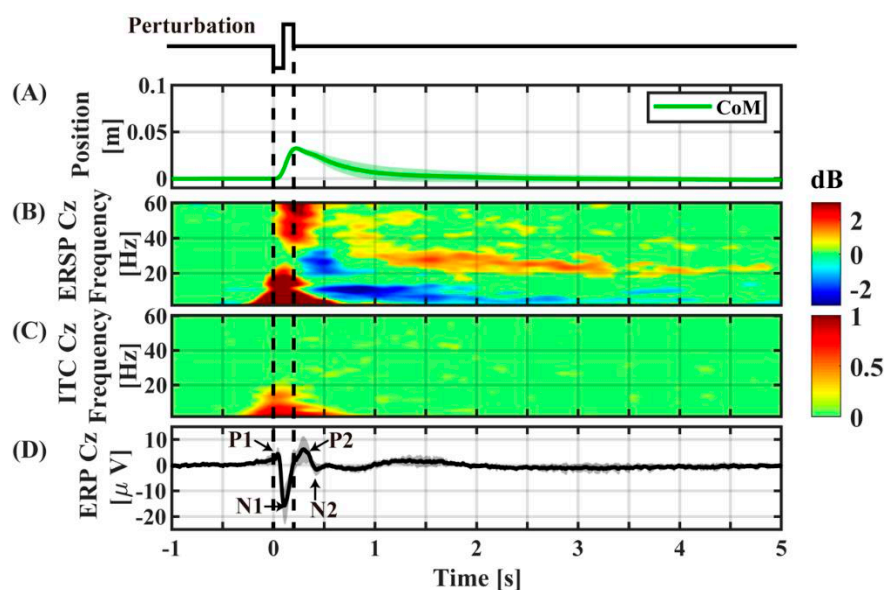 Perturbation
(A)
Position
[m]
0.1
0.05
0
CoM
(B)
ERSP Cz
Frequency
[Hz]
60
40
20
dB
2
0
-2
(C)
ITC Cz
Frequency
[Hz]
60
40
20
1
0.5
0
(D)
ERP Cz
[μ V]
10
0
-10
-20
P1
P2
N1
N2
-1 0 1 2 3 4 5
Time [s]